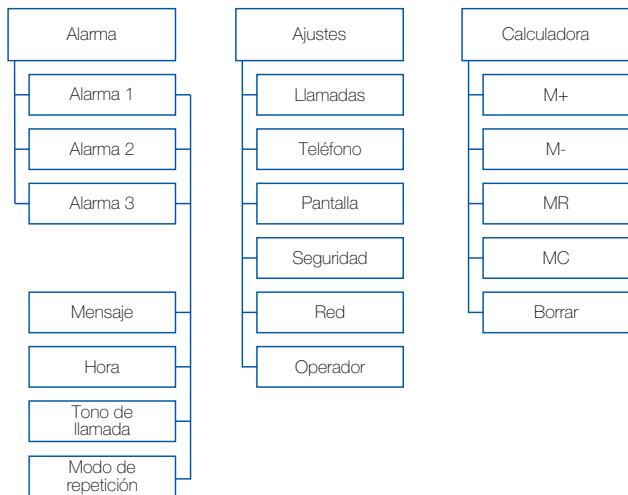 Alarma
Alarma 1
Alarma 2
Alarma 3
Mensaje
Hora
Tono de
llamada
Modo de
repetición
Ajustes
Llamadas
Teléfono
Pantalla
Seguridad
Red
Operador
Calculadora
M+
M-
MR
MC
Borrar